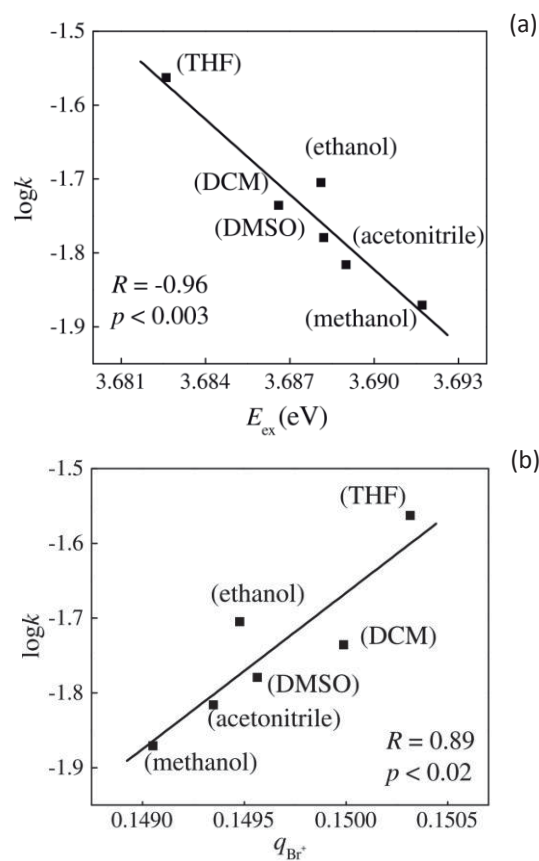 (a)
-1.5
(THF)
-1.6
(ethanol)
-1.7
(DCM)
logk
(DMSO)
(acetonitrile)
-1.8
R = -0.96
(methanol)
p < 0.003
-1.9
3.681 3.684 3.687 3.690 3.693
Eex(eV)
(b)
-1.5
(THF)
-1.6
(ethanol)
-1.7
(DCM)
logk
(DMSO)
-1.8
(acetonitrile)
R = 0.89
(methanol)
p < 0.02
-1.9
0.1490 0.1495 0.1500 0.1505
qBr+